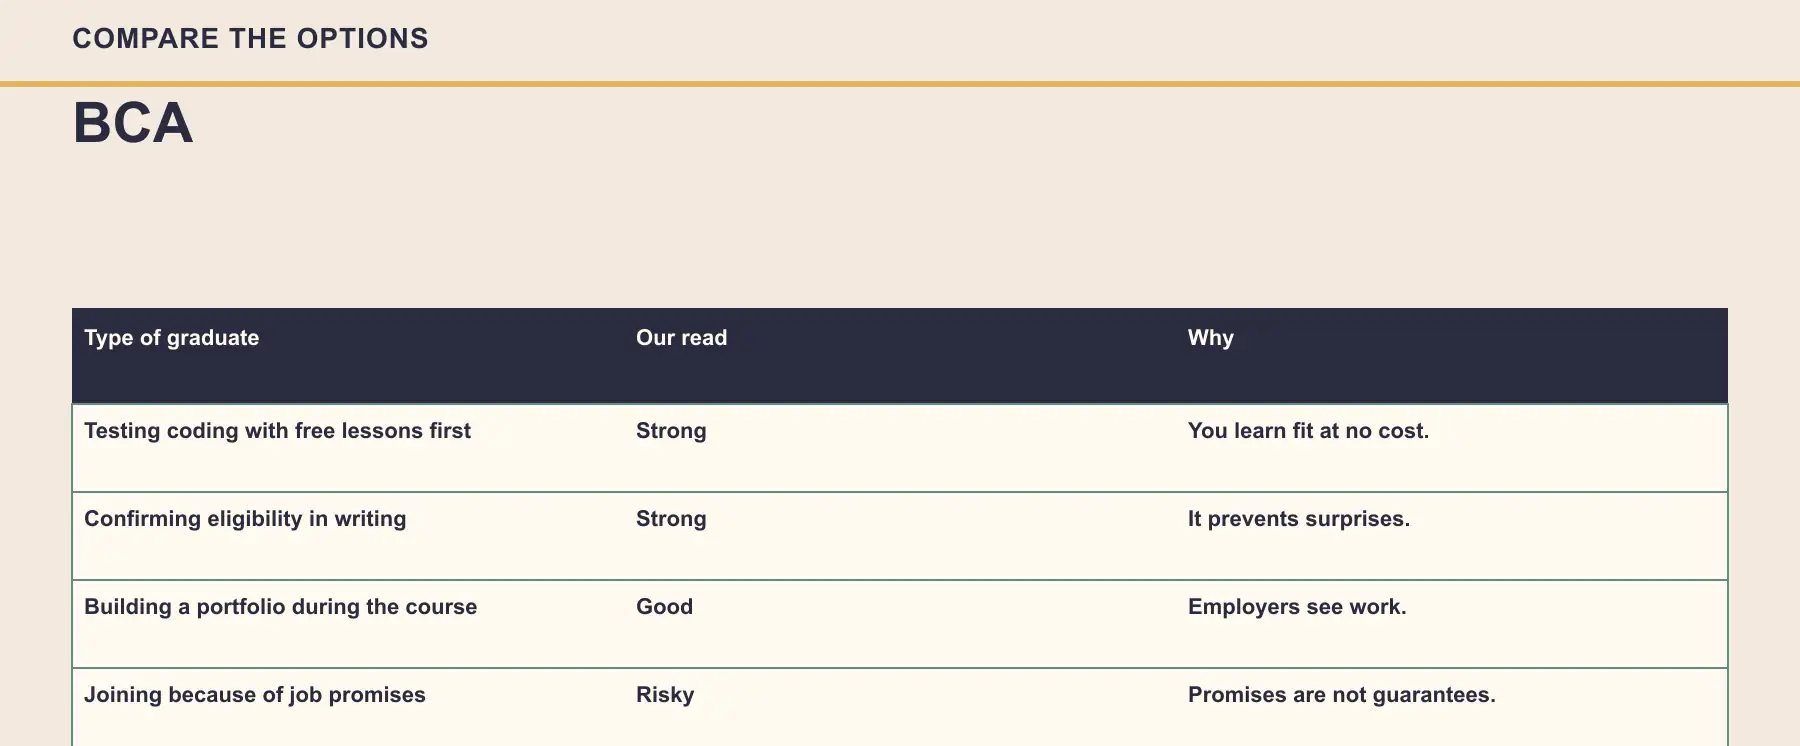 COMPARE THE OPTIONS
BCA
Type of graduate Our read Why
Testing coding with free lessons first Strong You learn fit at no cost.
Confirming eligibility in writing Strong It prevents surprises.
Building a portfolio during the course Good Employers see work.
Joining because of job promises Risky Promises are not guarantees.